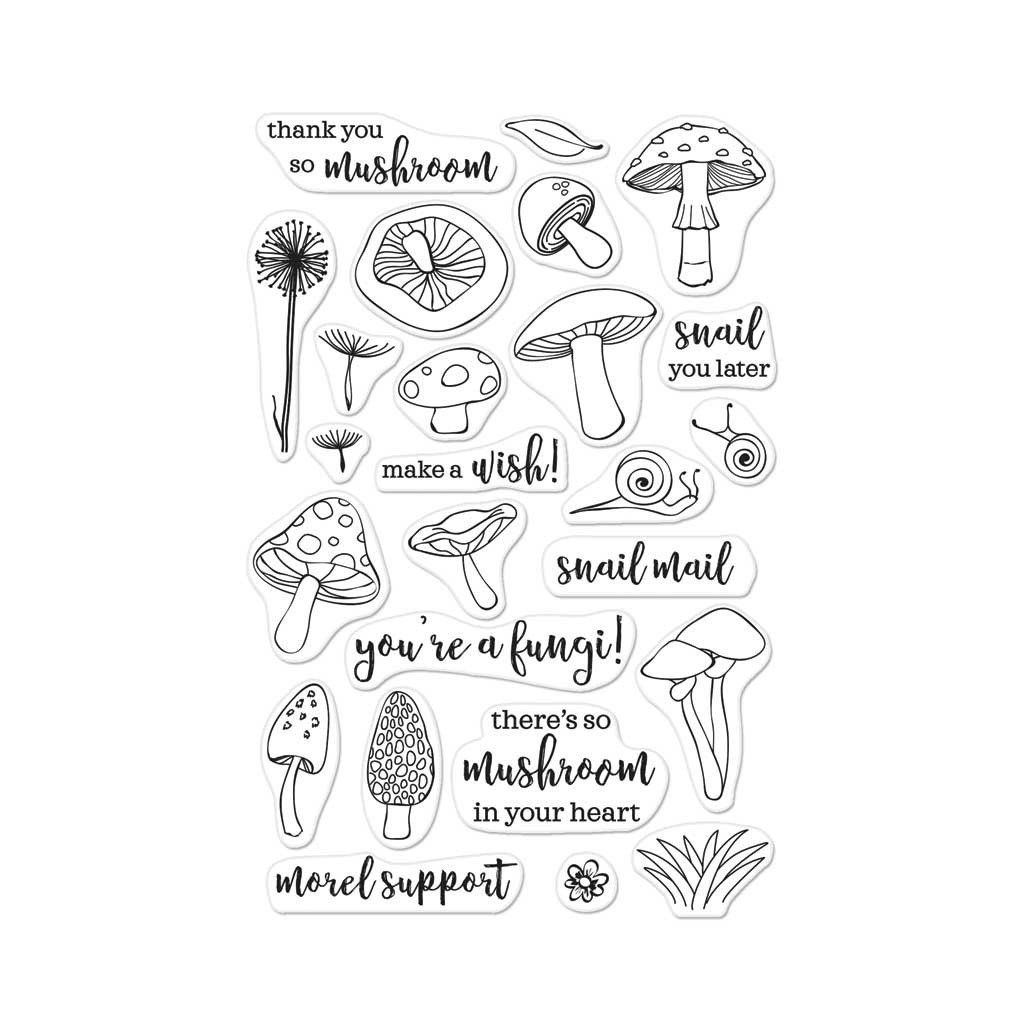 thank you
so mushroom
snail
you later
make a wish!
snail mail
you're a fungi!
there's so
mushroom
in your heart
morel support